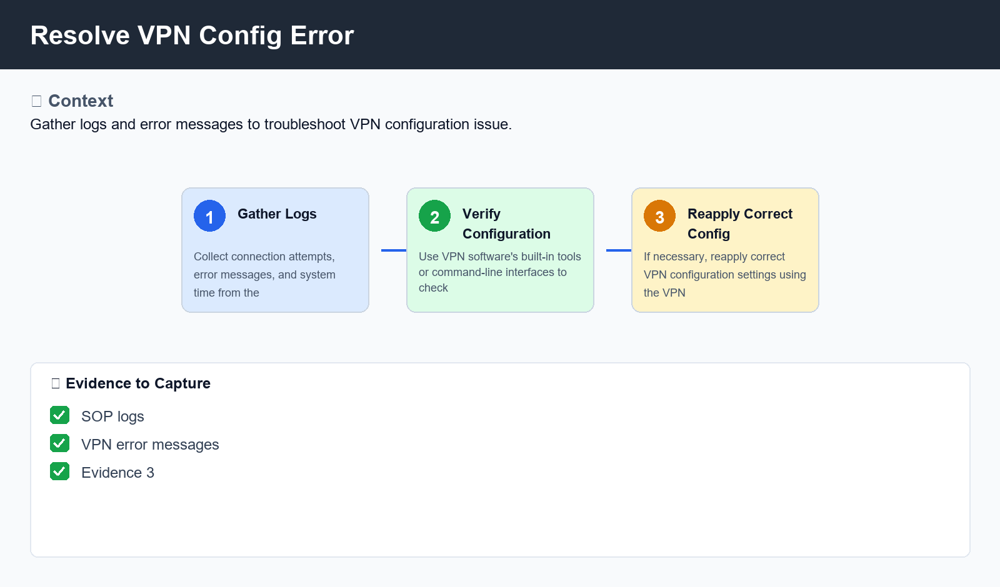 Resolve VPN Config Error
Context
Gather logs and error messages to troubleshoot VPN configuration issue.
1
Gather Logs
Collect connection attempts,
error messages, and system
time from the
2
Verify
Configuration
Use VPN software's built-in tools
or command-line interfaces to
check
3
Reapply Correct
Config
If necessary, reapply correct
VPN configuration settings using
the VPN
Evidence to Capture
SOP logs
VPN error messages
Evidence 3